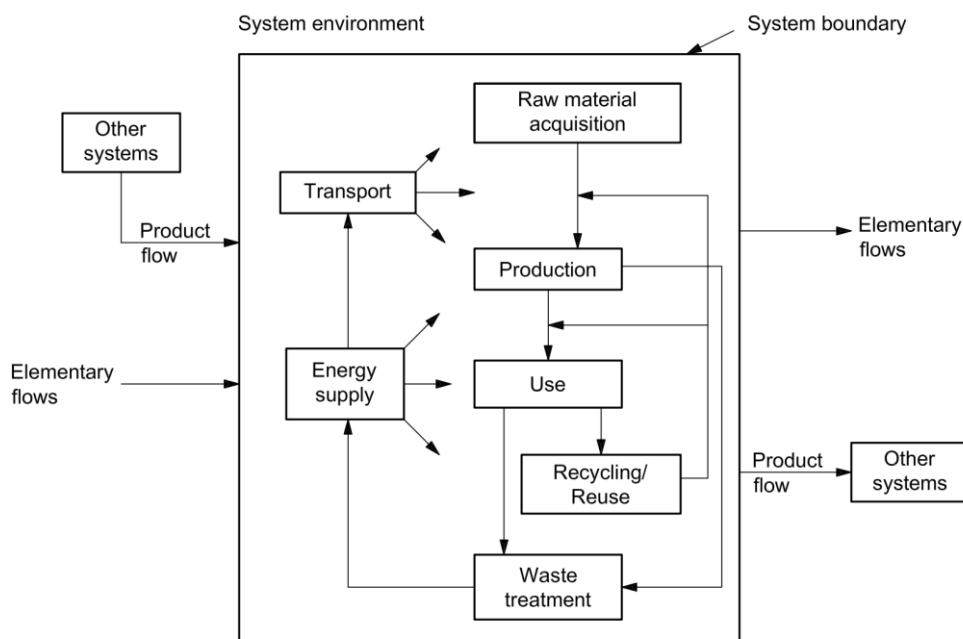 System environment
System boundary
Raw material
acquisition
Other
systems
Transport
Product
flow
Elementary
flows
Production
Elementary
flows
Energy
supply
Use
Recycling/
Reuse
Product
flow
Other
systems
Waste
treatment